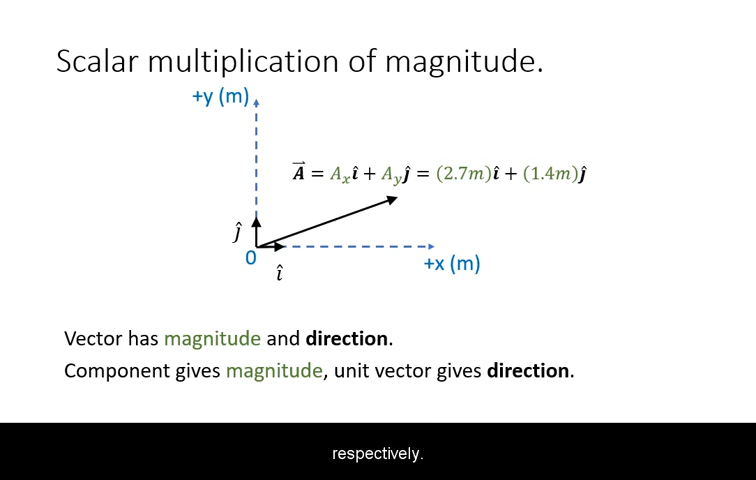 Scalar multiplication of magnitude.
+y (m)
A⃗ = Aₓî + Aᵧĵ = (2.7m)î + (1.4m)ĵ
ĵ
0
î
+x (m)
Vector has magnitude and direction.
Component gives magnitude, unit vector gives direction.
respectively.